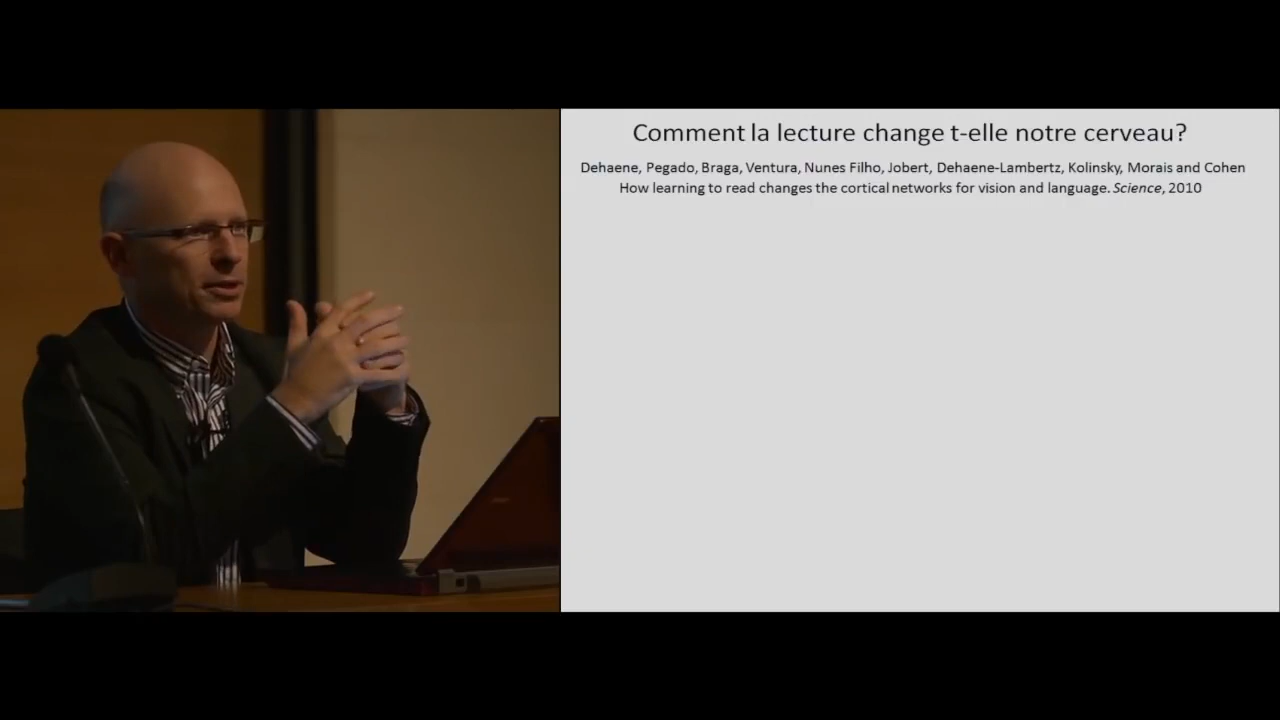 Comment la lecture change t-elle notre cerveau?
Dehaene, Pegado, Braga, Ventura, Nunes Filho, Jobert, Dehaene-Lambertz, Kolinsky, Morais and Cohen
How learning to read changes the cortical networks for vision and language. Science, 2010